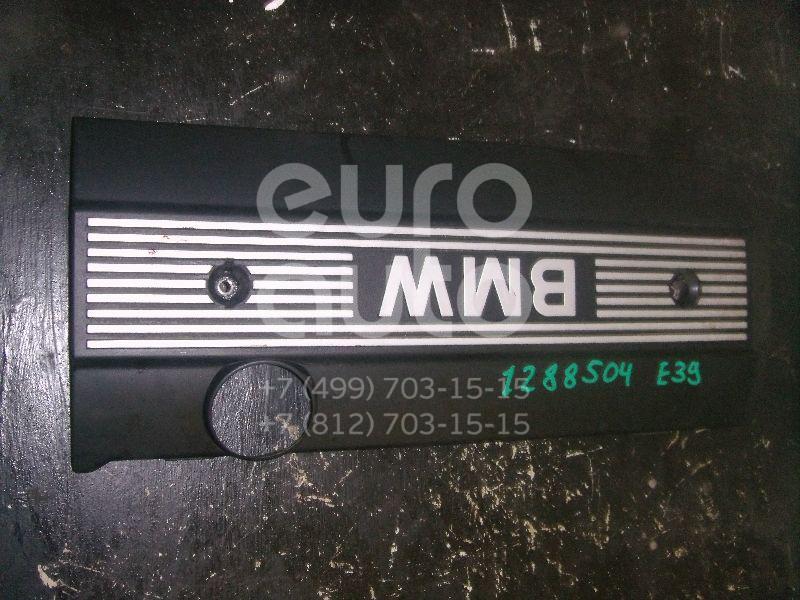 euro
auto
BMW
+7 (499) 703-15-15
1288504 E39
+7 (812) 703-15-15